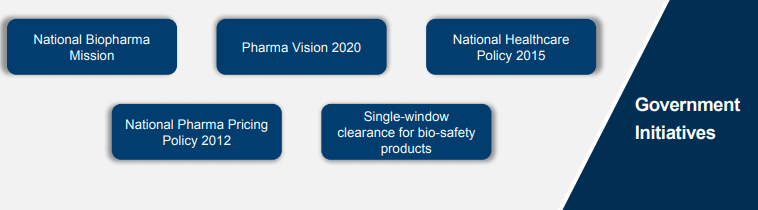 National Biopharma
Mission
Pharma Vision 2020
National Healthcare
Policy 2015
National Pharma Pricing
Policy 2012
Single-window
clearance for bio-safety
products
Government
Initiatives